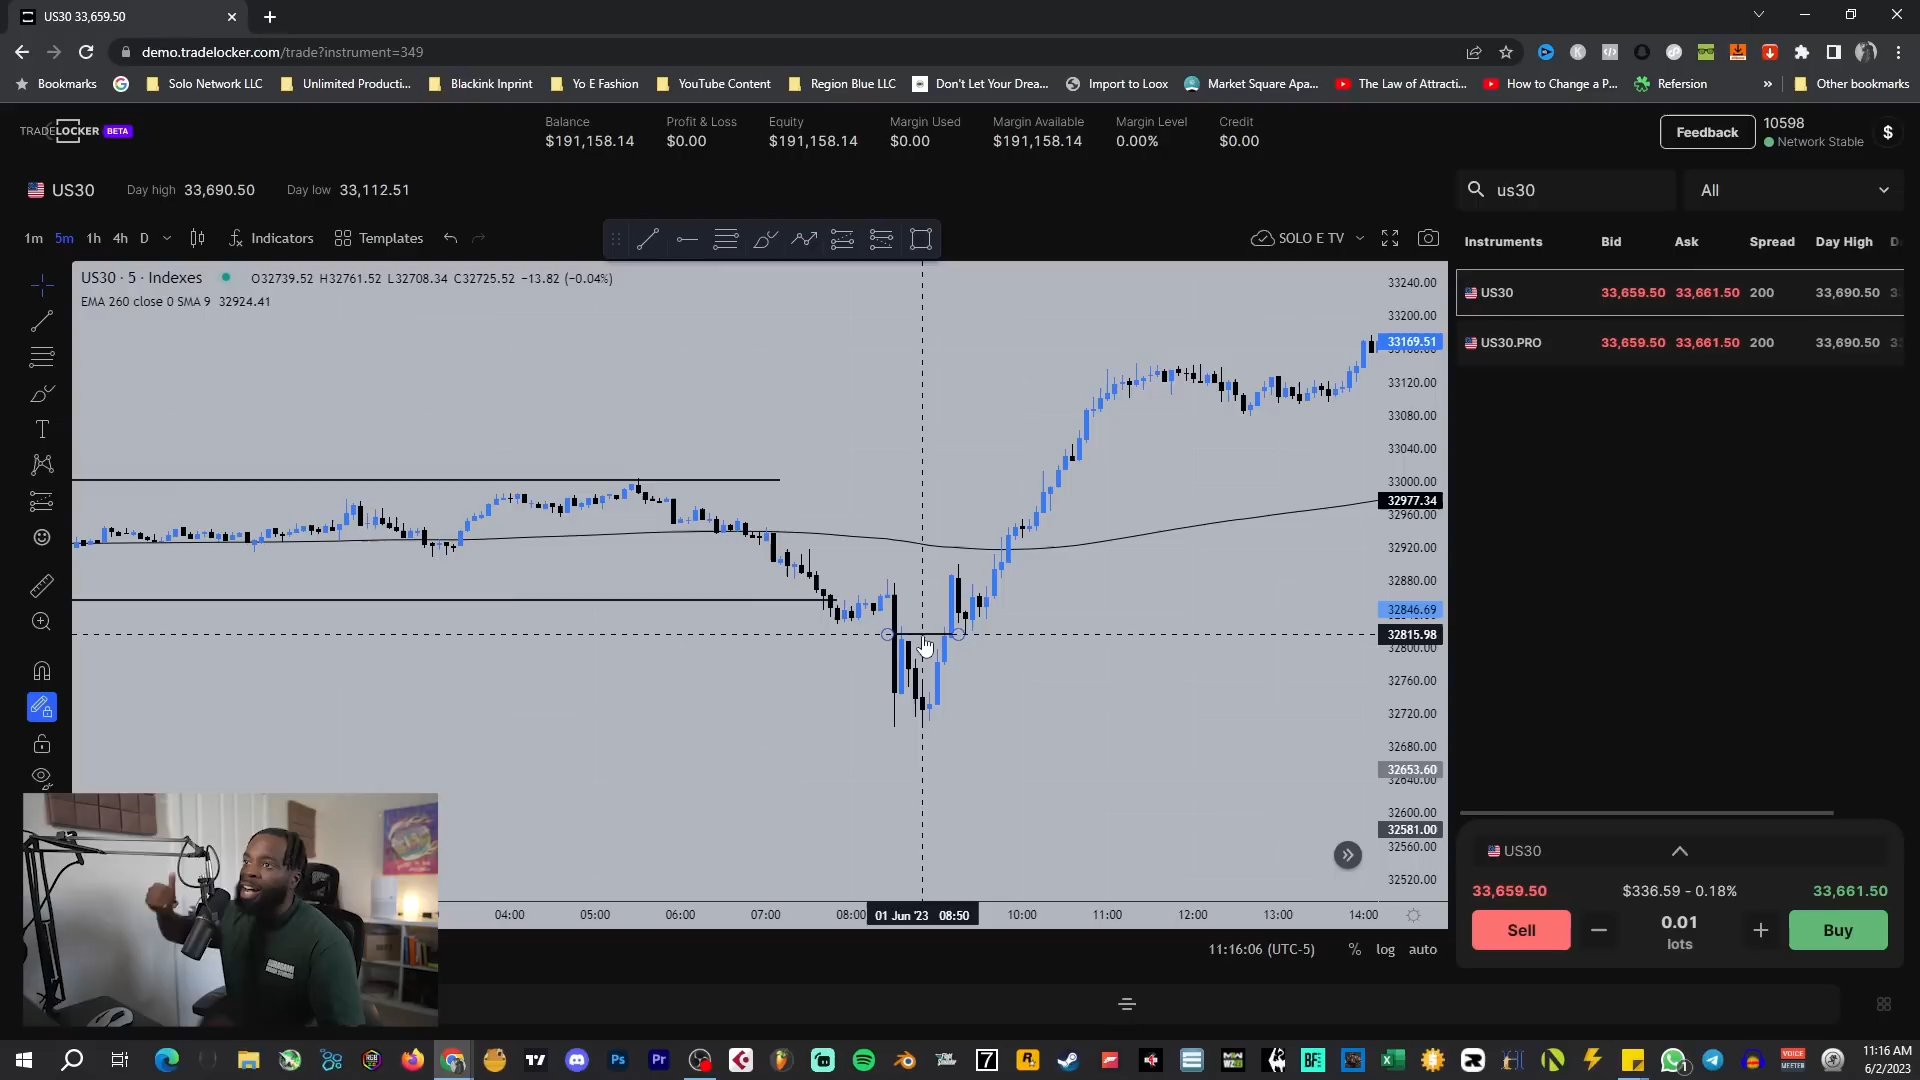 US30 33,659.50
demo.tradelocker.com/trade?instrument=349
Bookmarks
Solo Network LLC
Unlimited Producti...
Blackink Inprint
Yo E Fashion
YouTube Content
Region Blue LLC
Don't Let Your Drea...
Import to Loox
Market Square Apa...
The Law of Attracti...
How to Change a P...
Refersion
»
Other bookmarks
TRADELOCKER BETA
Balance
$191,158.14
Profit & Loss
$0.00
Equity
$191,158.14
Margin Used
$0.00
Margin Available
$191,158.14
Margin Level
0.00%
Credit
$0.00
Feedback
10598
Network Stable
$
US30 Day high 33,690.50 Day low 33,112.51
us30
All
1m 5m 1h 4h D
Indicators
Templates
SOLO E TV
Instruments Bid Ask Spread Day High
US30 33,659.50 33,661.50 200 33,690.50
US30.PRO 33,659.50 33,661.50 200 33,690.50
US30 · 5 · Indexes O32739.52 H32761.52 L32708.34 C32725.52 −13.82 (−0.04%)
EMA 260 close 0 SMA 9 32924.41
33240.00
33200.00
33169.51
33120.00
33080.00
33040.00
33000.00
32977.34
32960.00
32920.00
32880.00
32846.69
32815.98
32800.00
32760.00
32720.00
32680.00
32653.60
32640.00
32600.00
32581.00
32560.00
32520.00
04:00 05:00 06:00 07:00 08:00 01 Jun '23 08:50 10:00 11:00 12:00 13:00 14:00
11:16:06 (UTC-5) % log auto
US30
33,659.50 $336.59 - 0.18% 33,661.50
Sell
0.01
lots
Buy
11:16 AM
6/2/2023